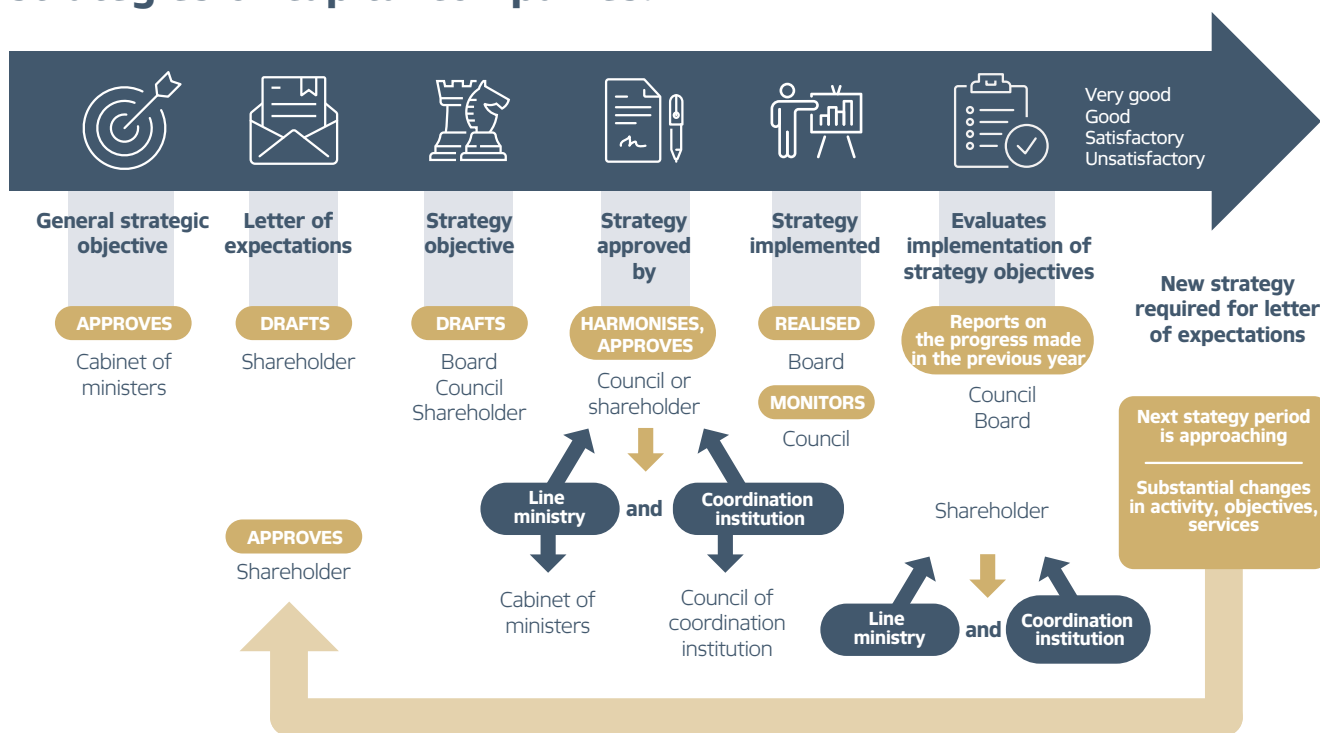 Very good
Good
Satisfactory
Unsatisfactory
General strategic
objective
APPROVES
Cabinet of
ministers
Letter of
expectations
DRAFTS
Shareholder
APPROVES
Shareholder
Strategy
objective
DRAFTS
Board
Council
Shareholder
Strategy
approved
by
HARMONISES,
APPROVES
Council or
shareholder
Line
ministry
and
Coordination
institution
Cabinet of
ministers
Council of
coordination
institution
Strategy
implemented
REALISED
Board
MONITORS
Council
Evaluates
implementation of
strategy objectives
Reports on
the progress made
in the previous year
Council
Board
Shareholder
Line
ministry
and
Coordination
institution
New strategy
required for letter
of expectations
Next stategy period
is approaching
Substantial changes
in activity, objectives,
services